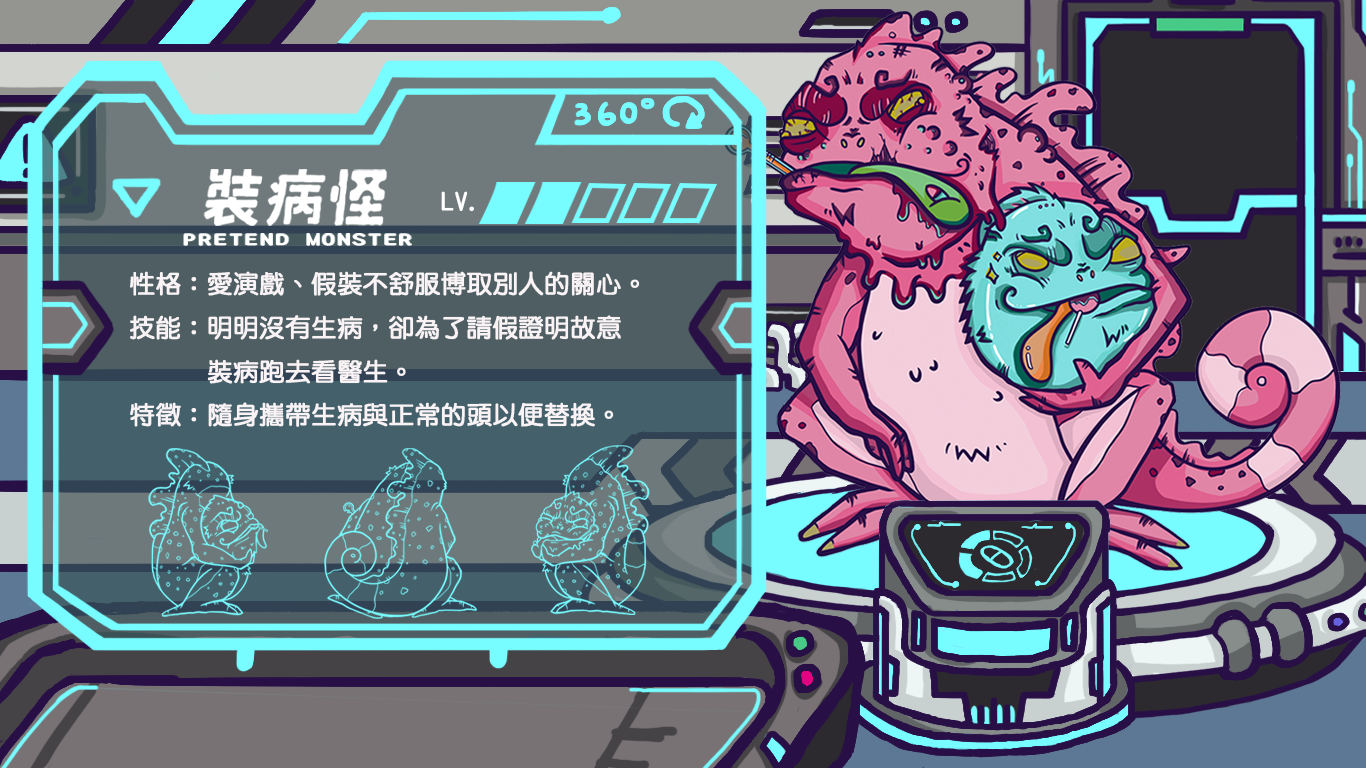 360°
裝病怪
LV.
PRETEND MONSTER
性格：愛演戲、假裝不舒服博取別人的關心。
技能：明明沒有生病，卻為了請假證明故意
裝病跑去看醫生。
特徵：隨身攜帶生病與正常的頭以便替換。